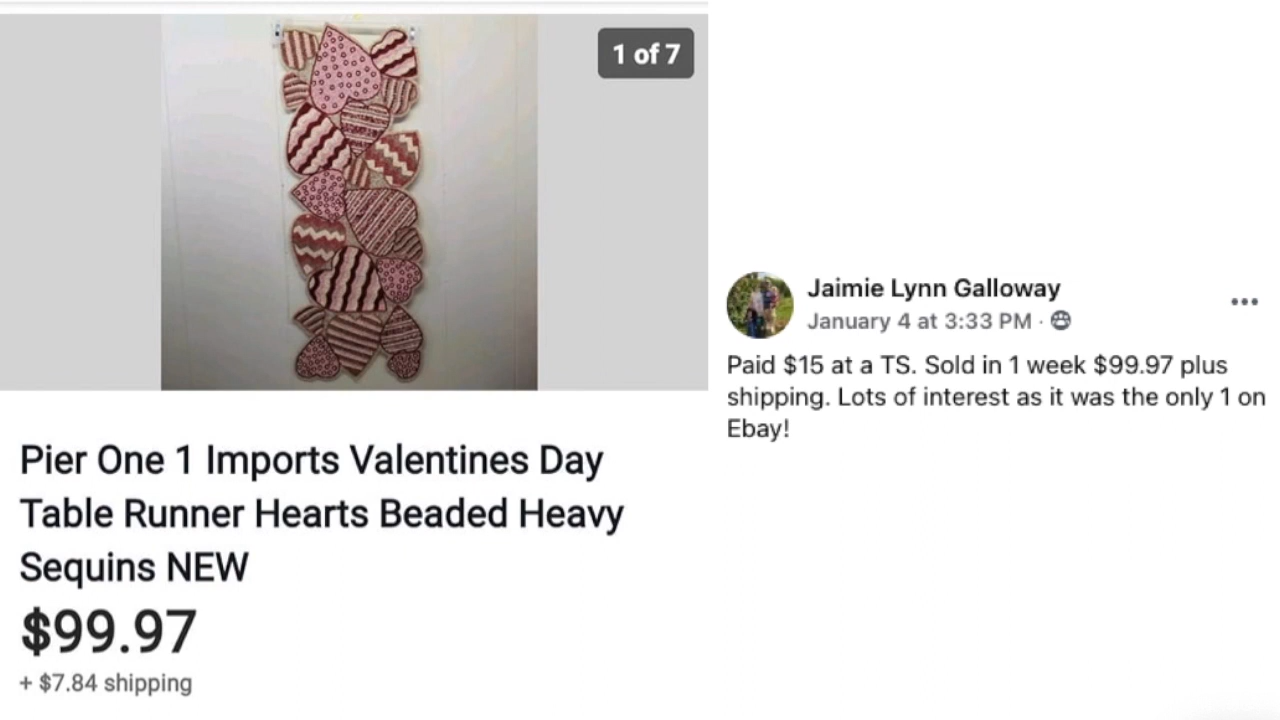 1 of 7
Pier One 1 Imports Valentines Day
Table Runner Hearts Beaded Heavy
Sequins NEW
$99.97
+ $7.84 shipping
Jaimie Lynn Galloway
January 4 at 3:33 PM ·
Paid $15 at a TS. Sold in 1 week $99.97 plus
shipping. Lots of interest as it was the only 1 on
Ebay!